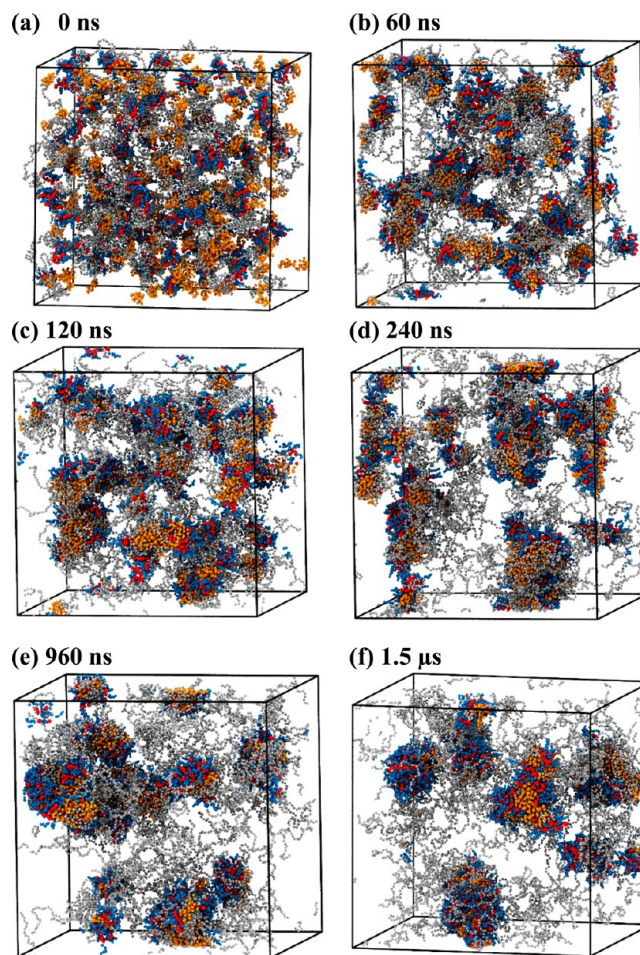 (a) 0 ns
(b) 60 ns
(c) 120 ns
(d) 240 ns
(e) 960 ns
(f) 1.5 μs